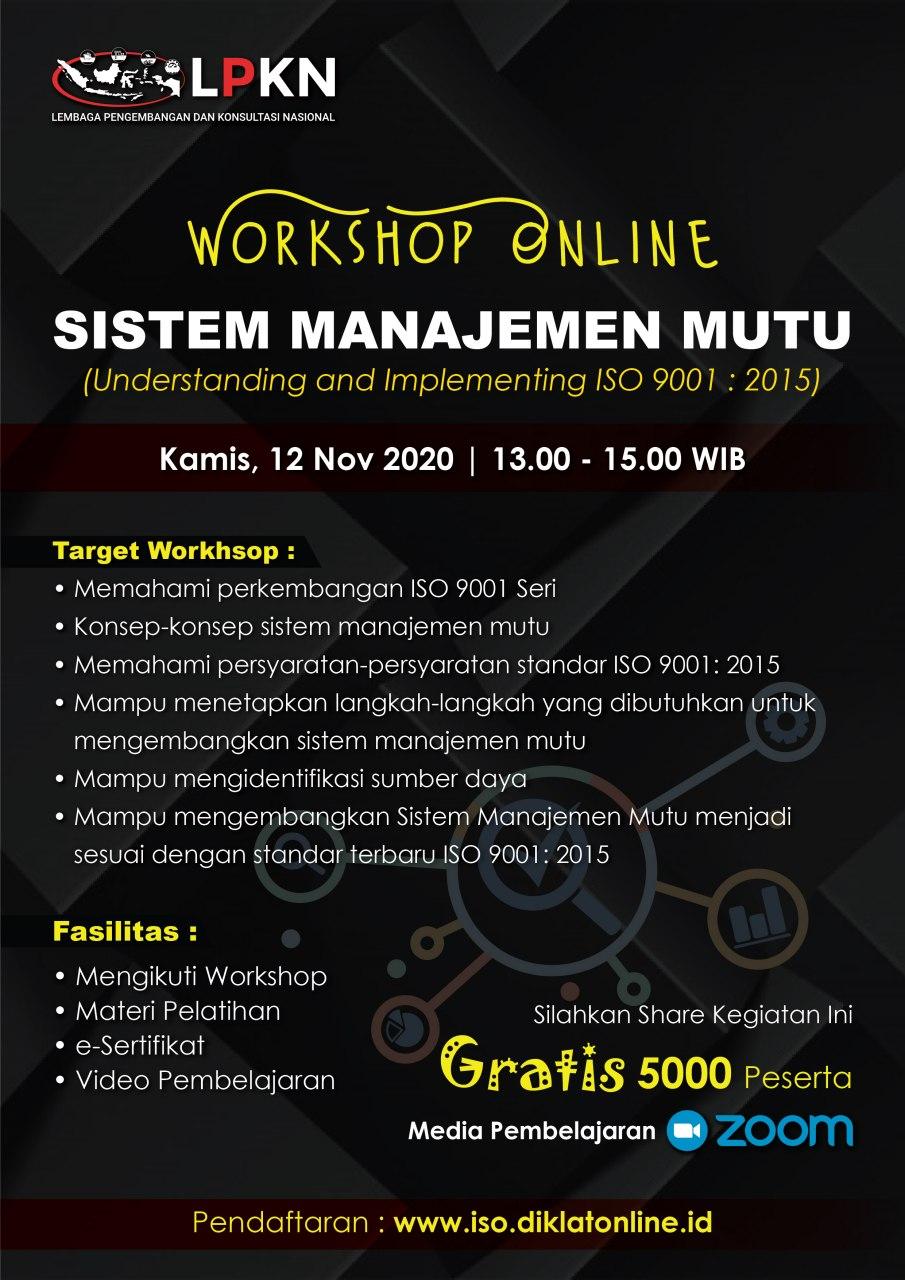 LPKN
LEMBAGA PENGEMBANGAN DAN KONSULTASI NASIONAL
WORKSHOP ONLINE
SISTEM MANAJEMEN MUTU
(Understanding and Implementing ISO 9001 : 2015)
Kamis, 12 Nov 2020 | 13.00 - 15.00 WIB
Target Workhsop :
• Memahami perkembangan ISO 9001 Seri
• Konsep-konsep sistem manajemen mutu
• Memahami persyaratan-persyaratan standar ISO 9001: 2015
• Mampu menetapkan langkah-langkah yang dibutuhkan untuk
mengembangkan sistem manajemen mutu
• Mampu mengidentifikasi sumber daya
• Mampu mengembangkan Sistem Manajemen Mutu menjadi
sesuai dengan standar terbaru ISO 9001: 2015
Fasilitas :
• Mengikuti Workshop
• Materi Pelatihan
• e-Sertifikat
• Video Pembelajaran
Silahkan Share Kegiatan Ini
Gratis 5000 Peserta
Media Pembelajaran zoom
Pendaftaran : www.iso.diklatonline.id